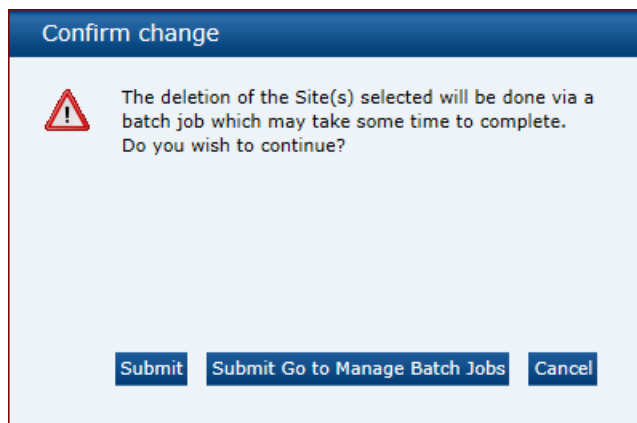 Confirm change
The deletion of the Site(s) selected will be done via a
batch job which may take some time to complete.
Do you wish to continue?
Submit Submit Go to Manage Batch Jobs Cancel